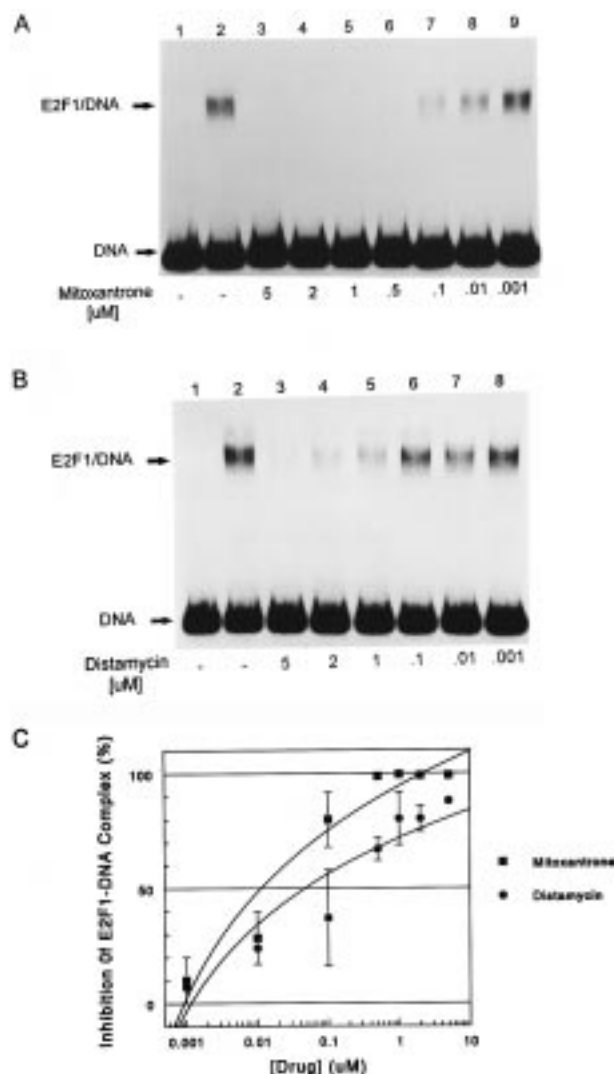 A
1 2 3 4 5 6 7 8 9
E2F1/DNA
DNA
Mitoxantrone - - 5 2 1 .5 .1 .01 .001
[uM]
B
1 2 3 4 5 6 7 8
E2F1/DNA
DNA
Distamycin - - 5 2 1 .1 .01 .001
[uM]
C
Inhibition Of E2F1-DNA Complex (%)
100
50
0
0.001 0.01 0.1 1 10
[Drug] (uM)
Mitoxantrone
Distamycin